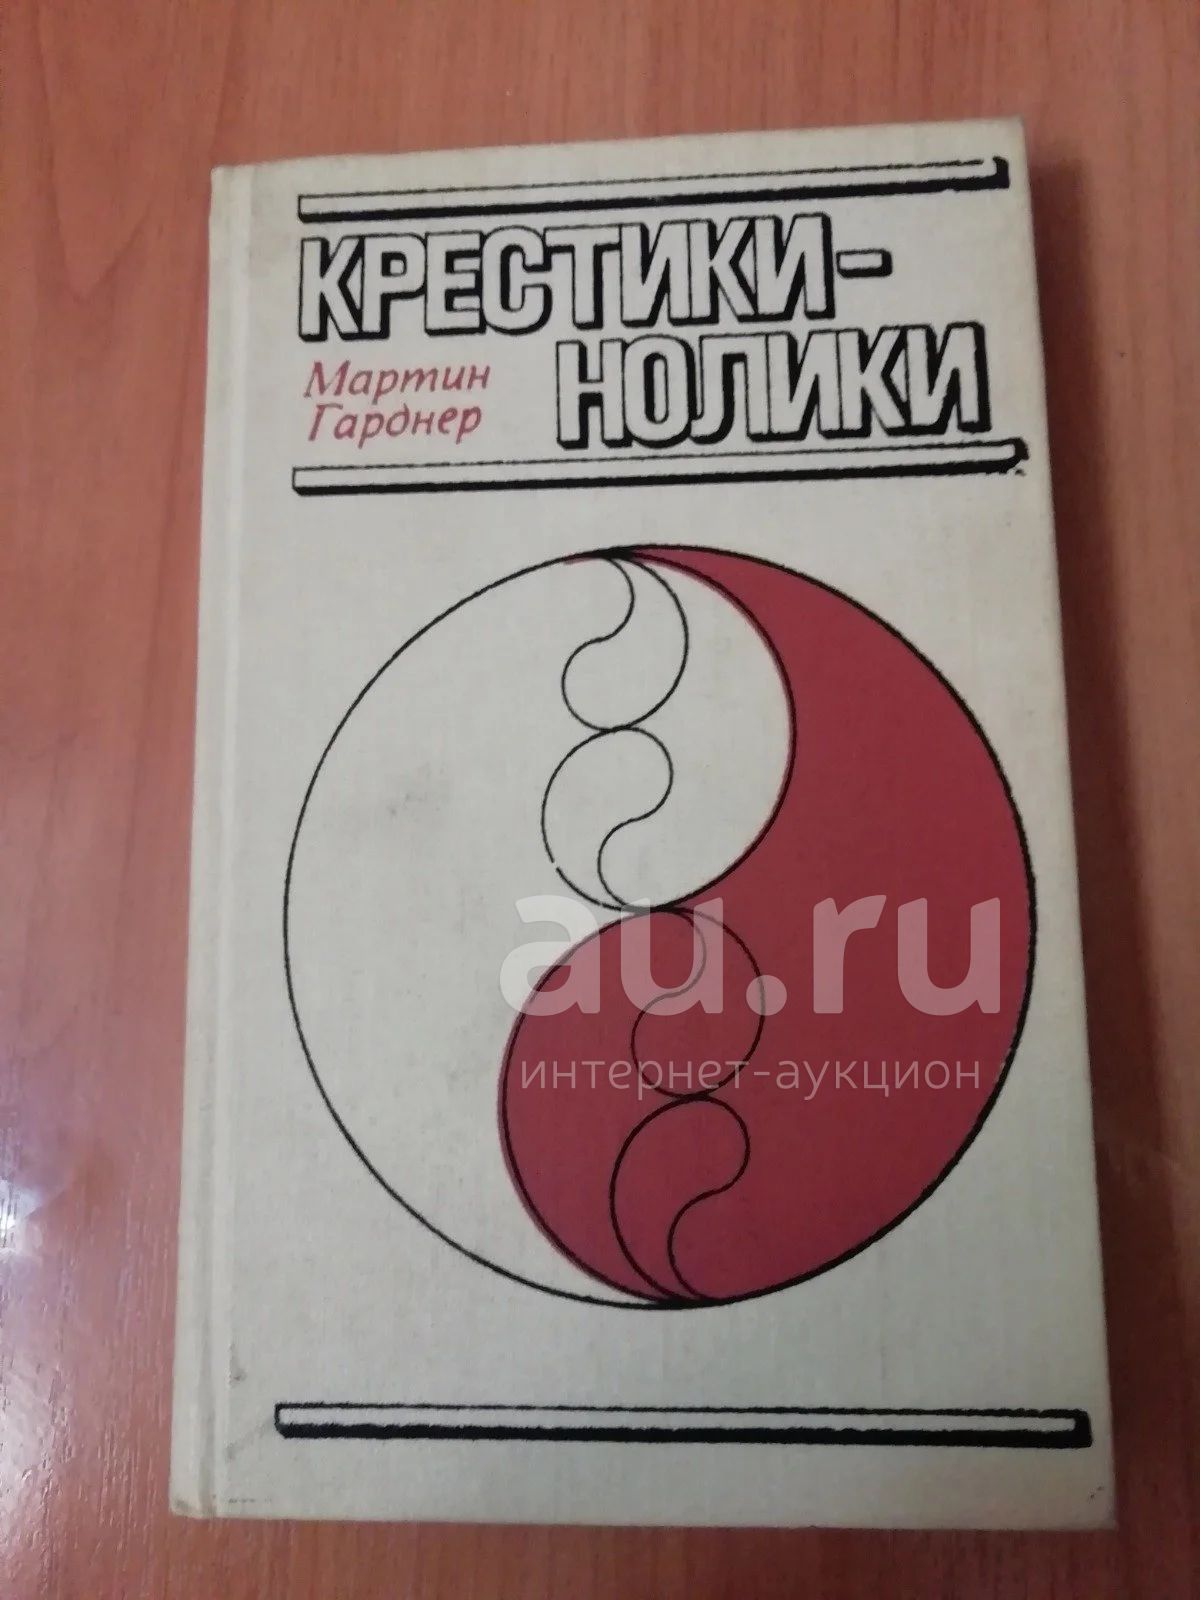 КРЕСТИКИ-
НОЛИКИ
Мартин
Гарднер
au.ru
интернет-аукцион